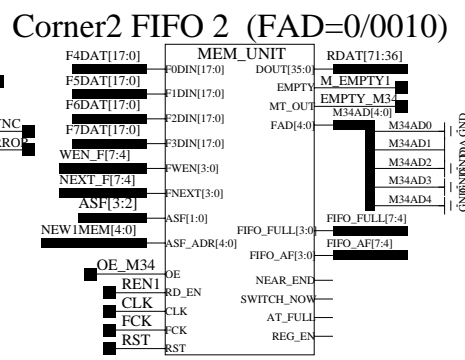 Corner2 FIFO 2 (FAD=0/0010)
MEM_UNIT
F4DAT[17:0]
F0DIN[17:0]
DOUT[35:0]
RDAT[71:36]
F5DAT[17:0]
F1DIN[17:0]
EMPTY
M_EMPTY1
F6DAT[17:0]
F2DIN[17:0]
MT_OUT
EMPTY_M34
F7DAT[17:0]
F3DIN[17:0]
FAD[4:0]
M34AD[4:0]
M34AD0
M34AD1
M34AD2
M34AD3
M34AD4
WEN_F[7:4]
FWEN[3:0]
NEXT_F[7:4]
FNEXT[3:0]
ASF[3:2]
ASF[1:0]
FIFO_FULL[3:0]
FIFO_FULL[7:4]
NEW1MEM[4:0]
ASF_ADR[4:0]
FIFO_AF[3:0]
FIFO_AF[7:4]
OE_M34
OE
NEAR_END
REN1
RD_EN
SWITCH_NOW
CLK
CLK
AT_FULL
FCK
FCK
REG_EN
RST
RST